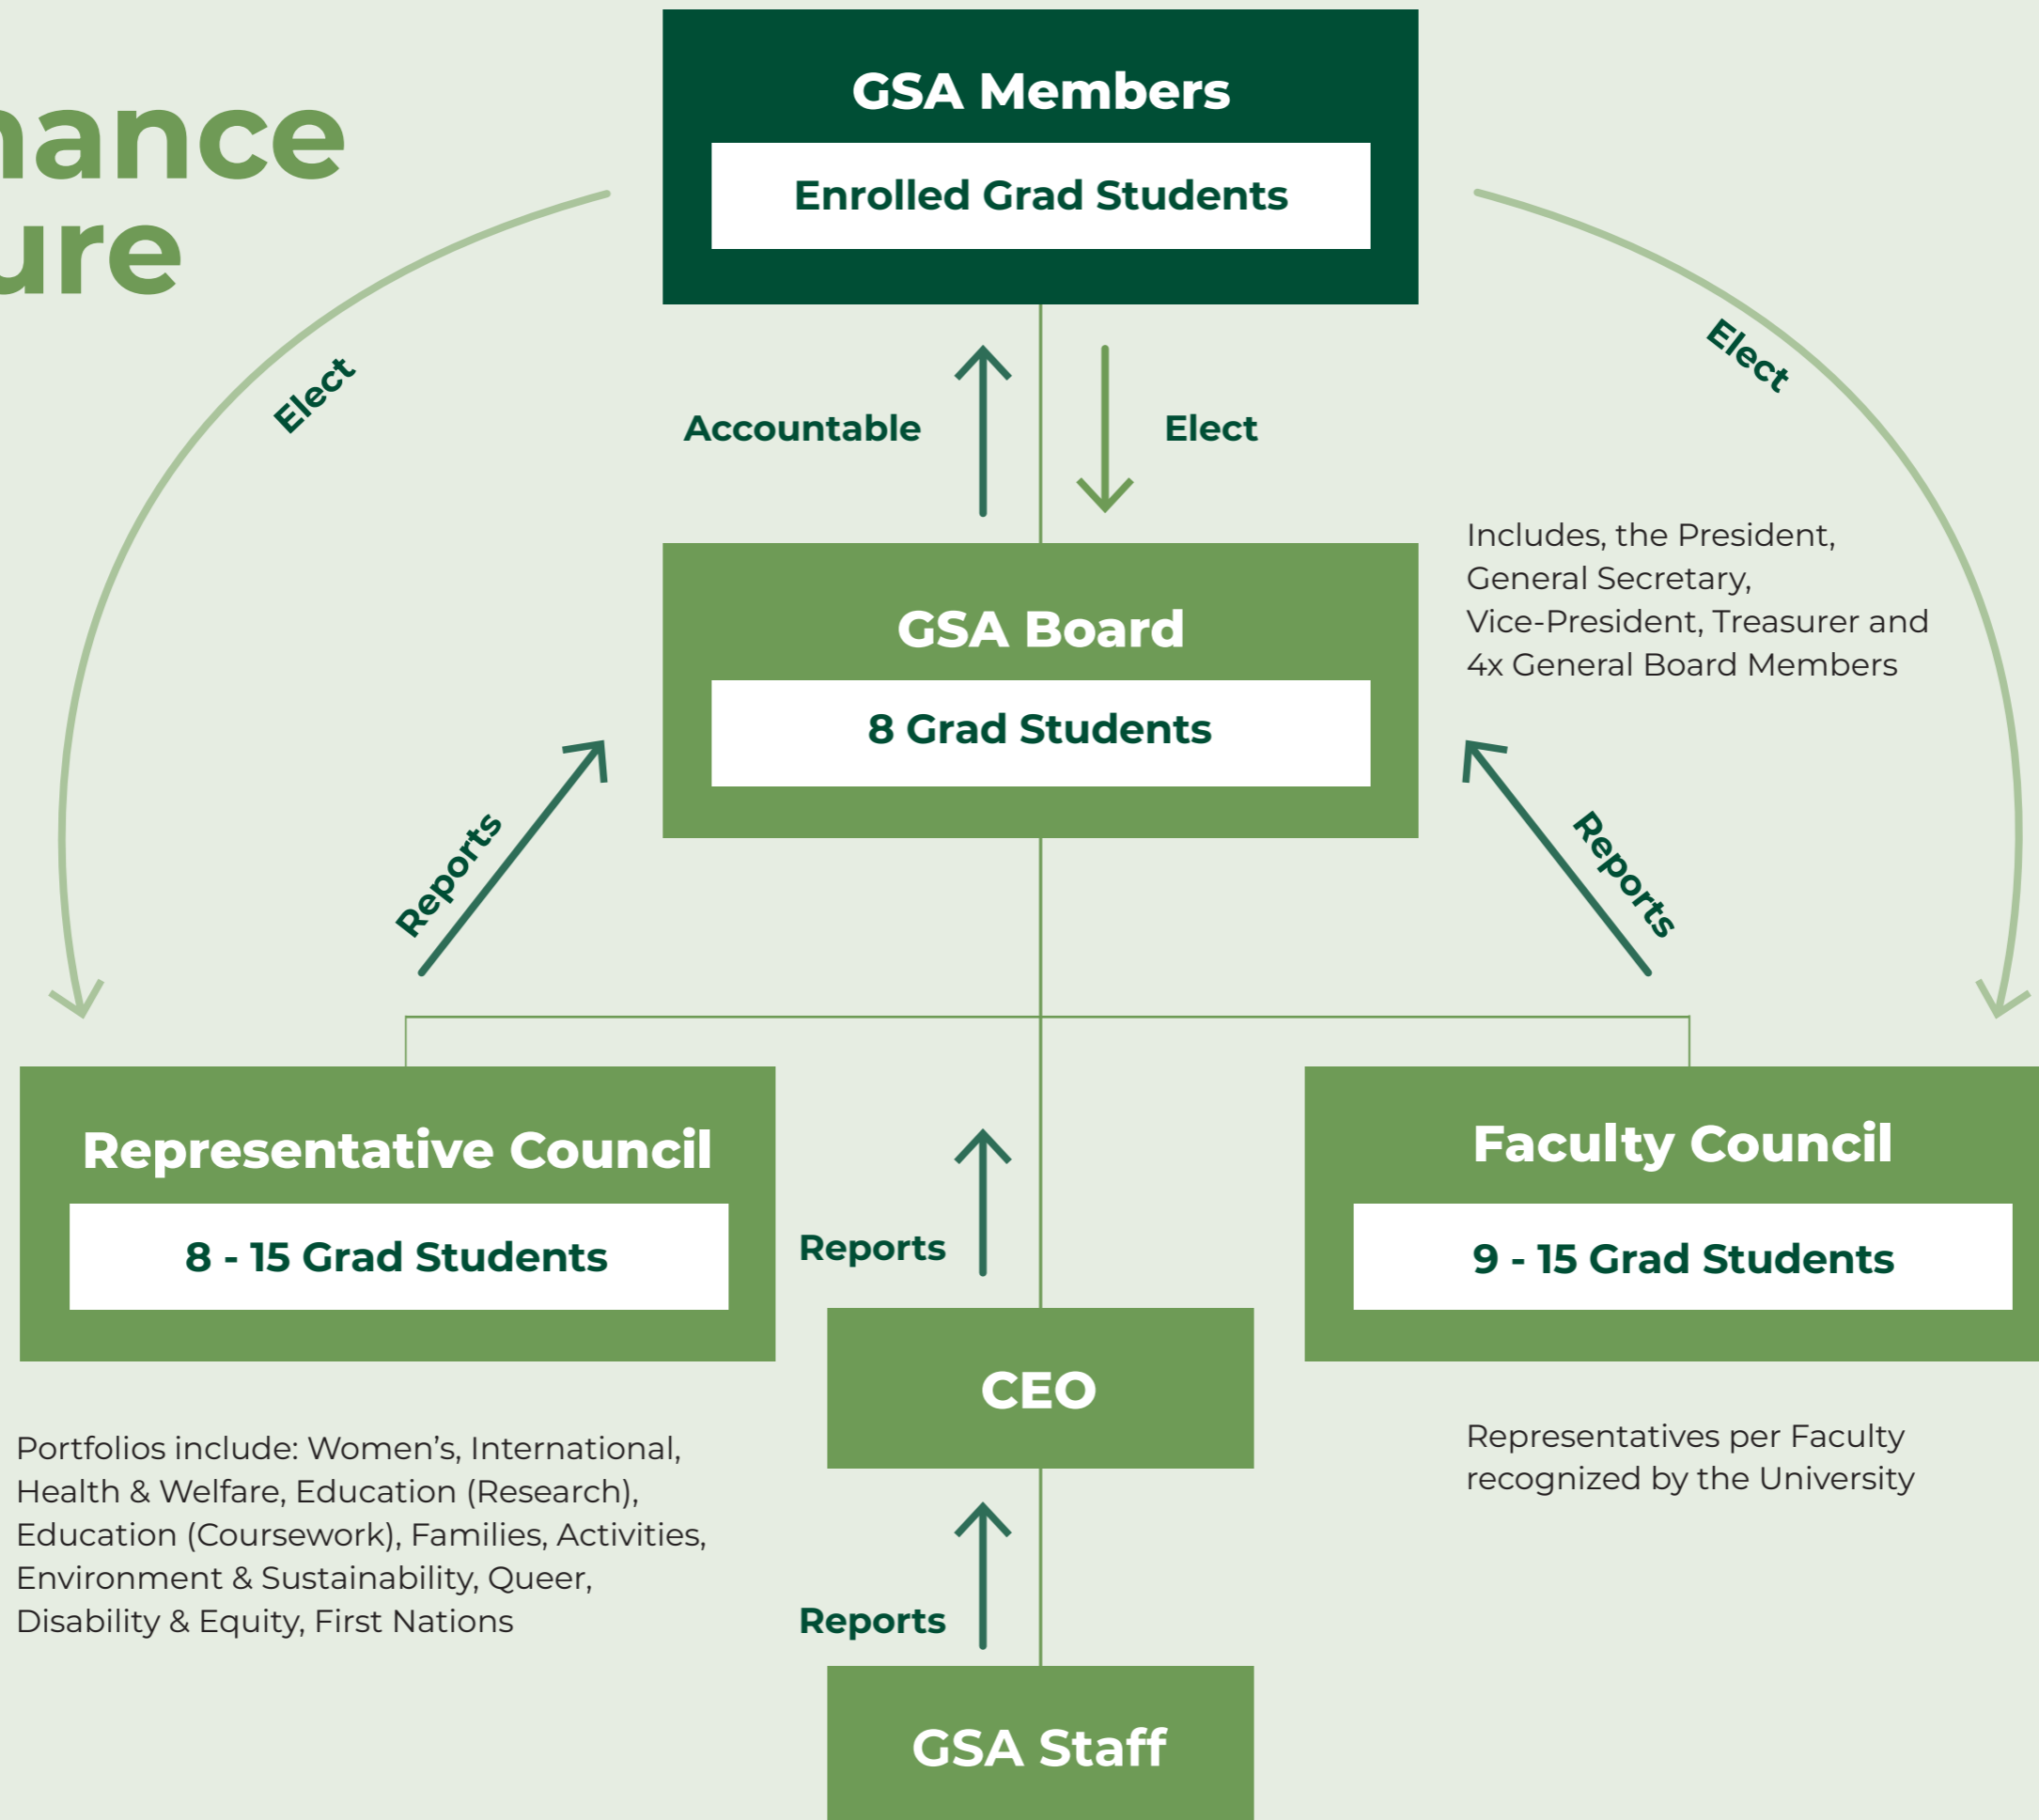 GSA Members
Enrolled Grad Students
Elect
Elect
Accountable
Elect
Includes, the President,
General Secretary,
Vice-President, Treasurer and
4x General Board Members
GSA Board
8 Grad Students
Reports
Reports
Representative Council
8 - 15 Grad Students
Faculty Council
9 - 15 Grad Students
Reports
CEO
Portfolios include: Women’s, International,
Health & Welfare, Education (Research),
Education (Coursework), Families, Activities,
Environment & Sustainability, Queer,
Disability & Equity, First Nations
Representatives per Faculty
recognized by the University
Reports
GSA Staff